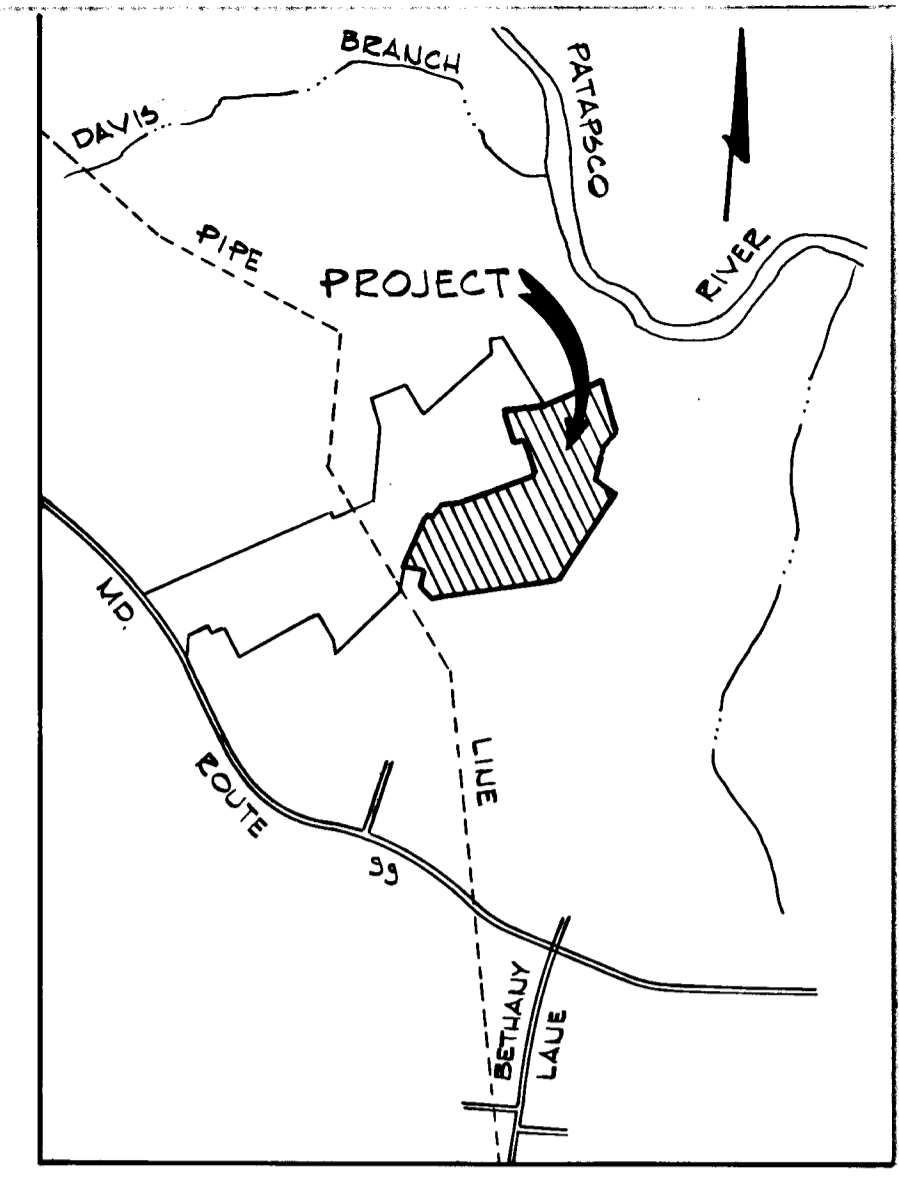 BRANCH
DAVIS
PATAPSCO
RIVER
PIPE
PROJECT
MD.
ROUTE
99
LINE
BETHANY
LANE